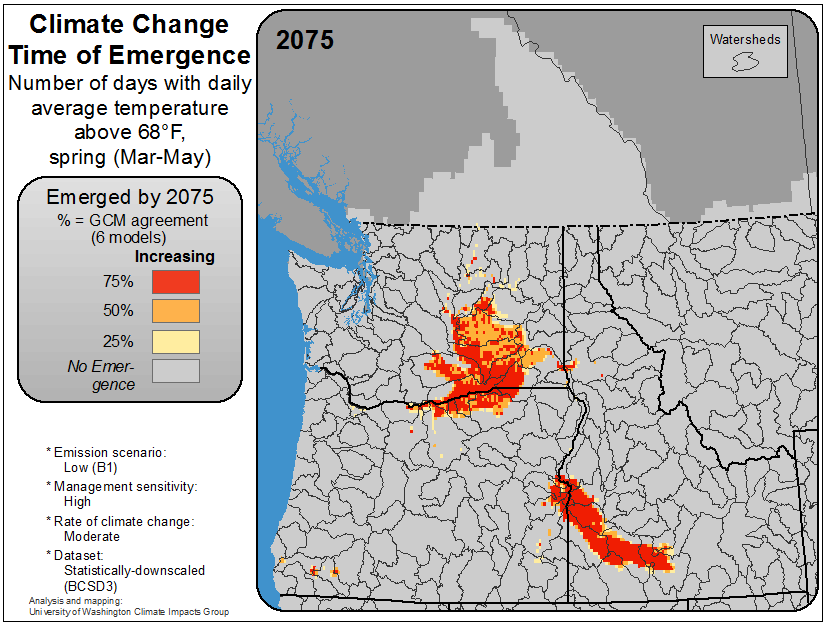 Climate Change
Time of Emergence
Number of days with daily
average temperature
above 68°F,
spring (Mar-May)
Emerged by 2075
% = GCM agreement
(6 models)
Increasing
75%
50%
25%
No Emer-
gence
* Emission scenario:
Low (B1)
* Management sensitivity:
High
* Rate of climate change:
Moderate
* Dataset:
Statistically-downscaled
(BCSD3)
Analysis and mapping:
University of Washington Climate Impacts Group
2075
Watersheds